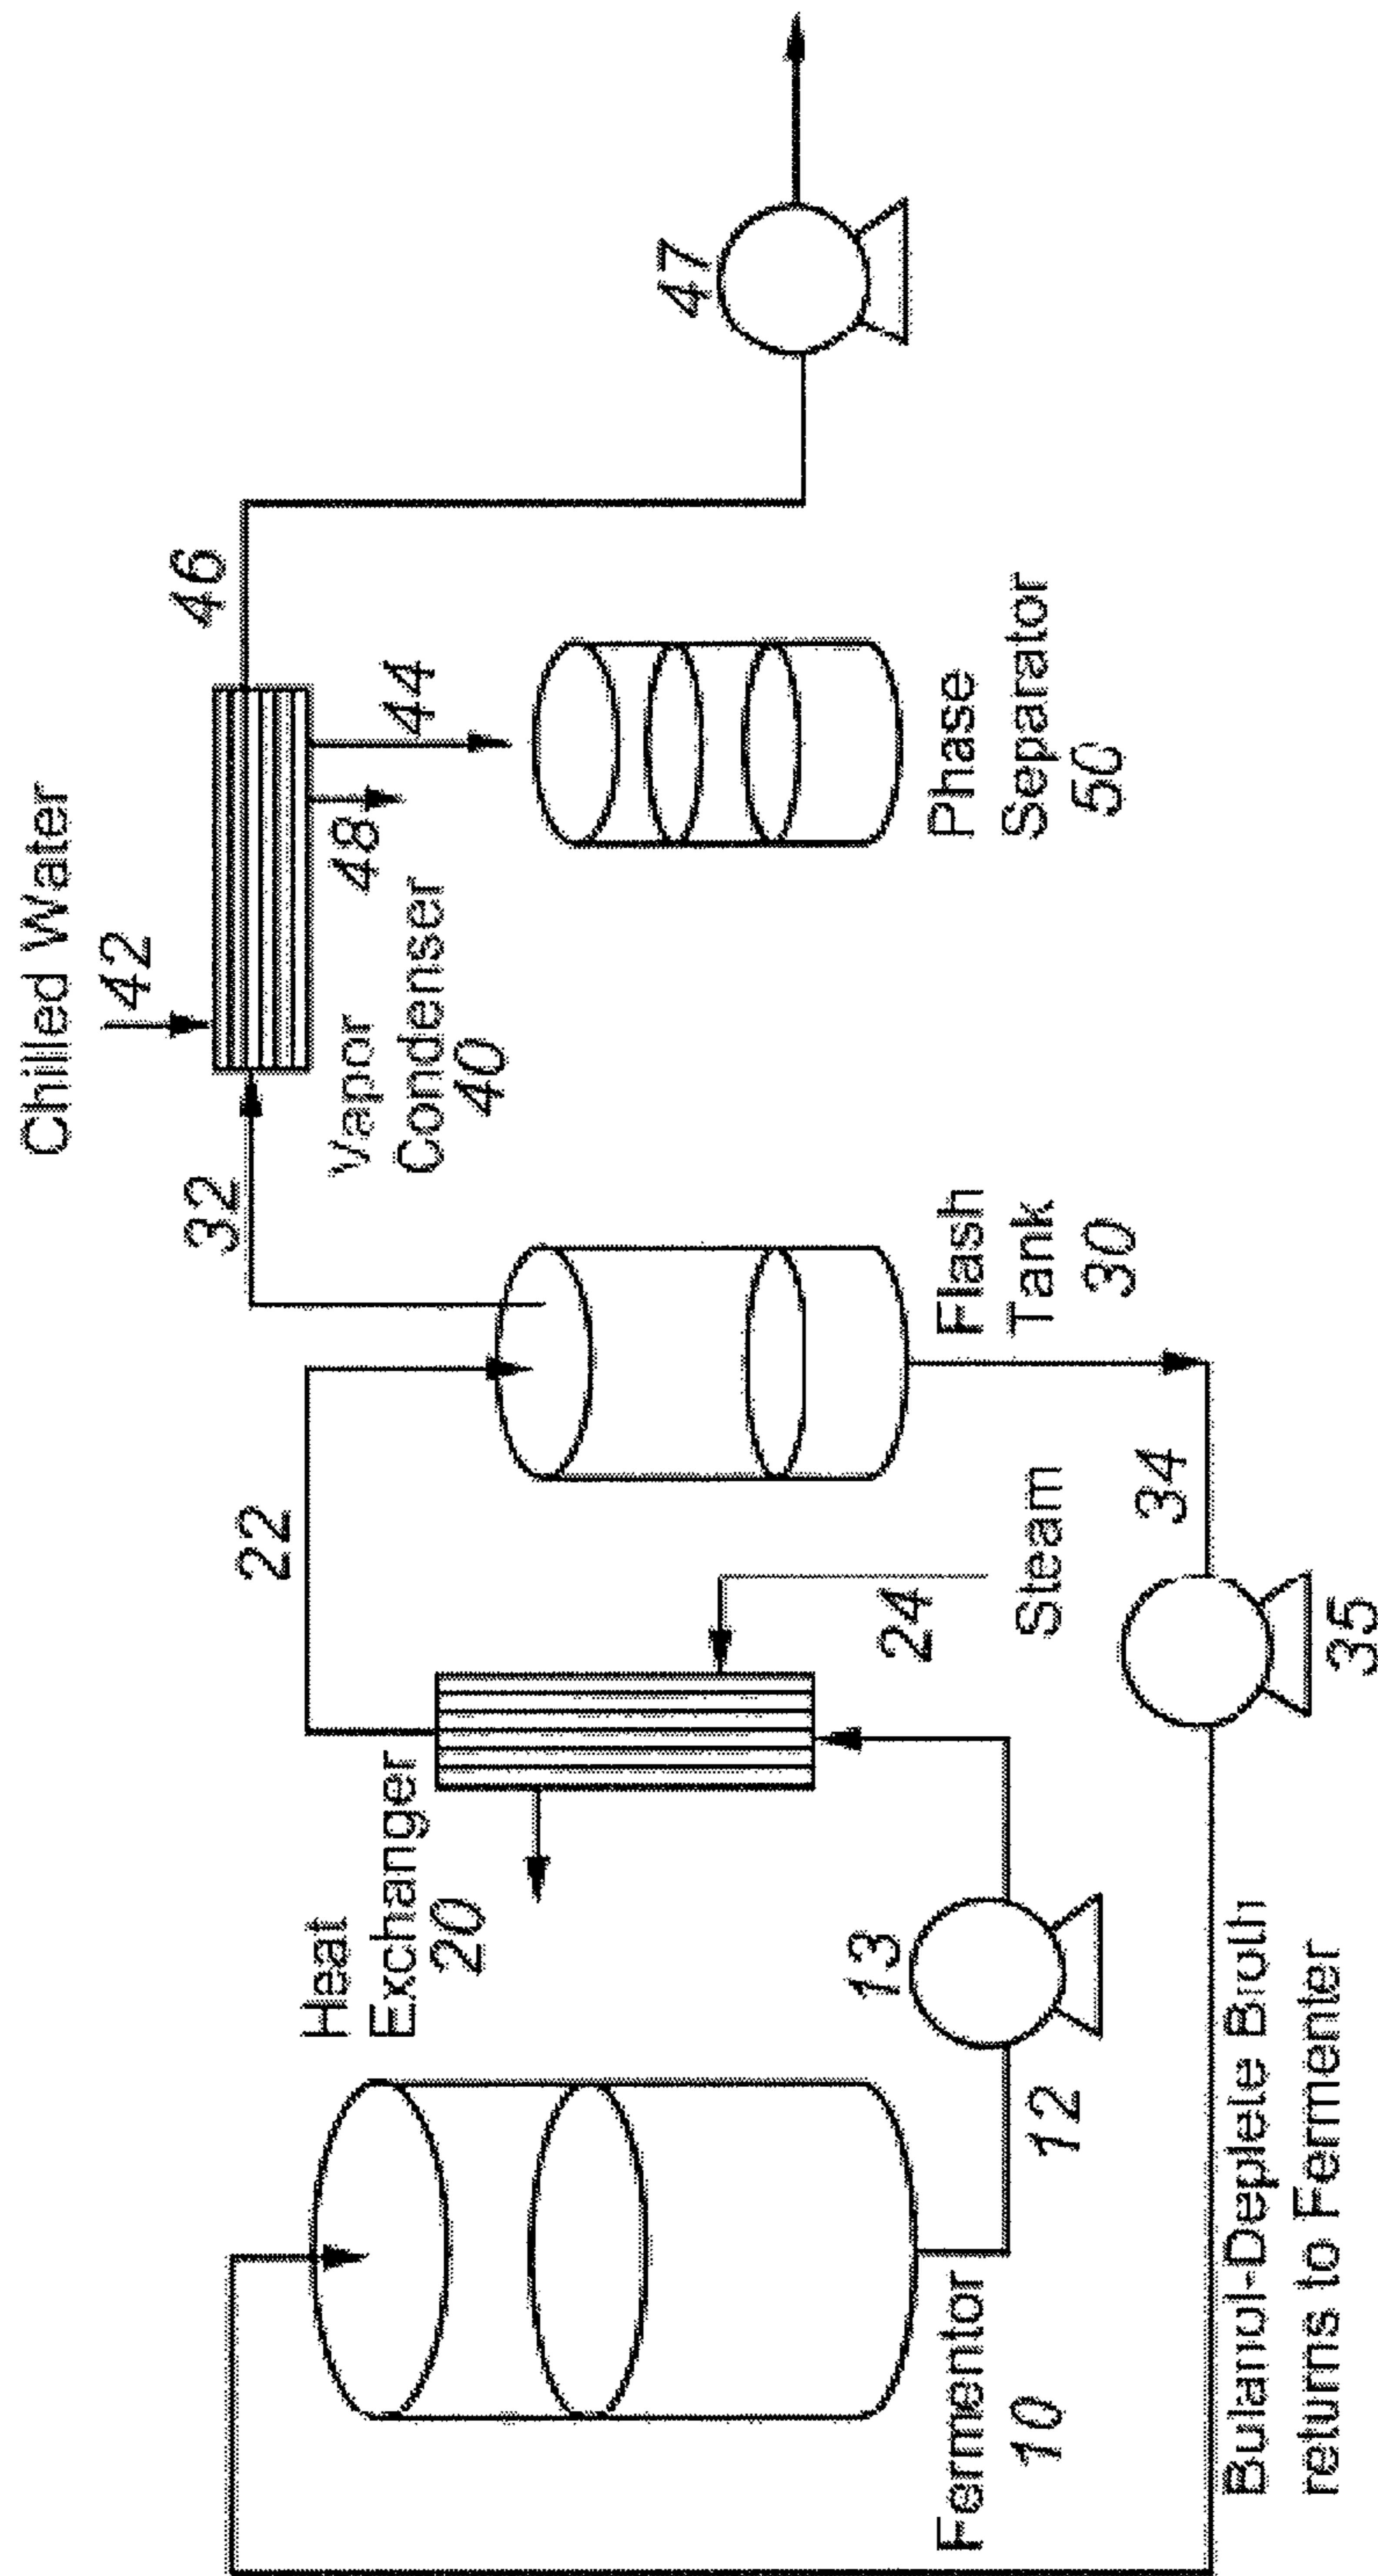 Chilled Water
42
46
32
48
44
47
Vapor
Condenser
40
22
Phase
Separator
50
Heat
Exchanger
20
Flash
Tank
30
24
Steam
13
34
12
35
Fermentor
10
Butanol-Deplete Broth
returns to Fermenter